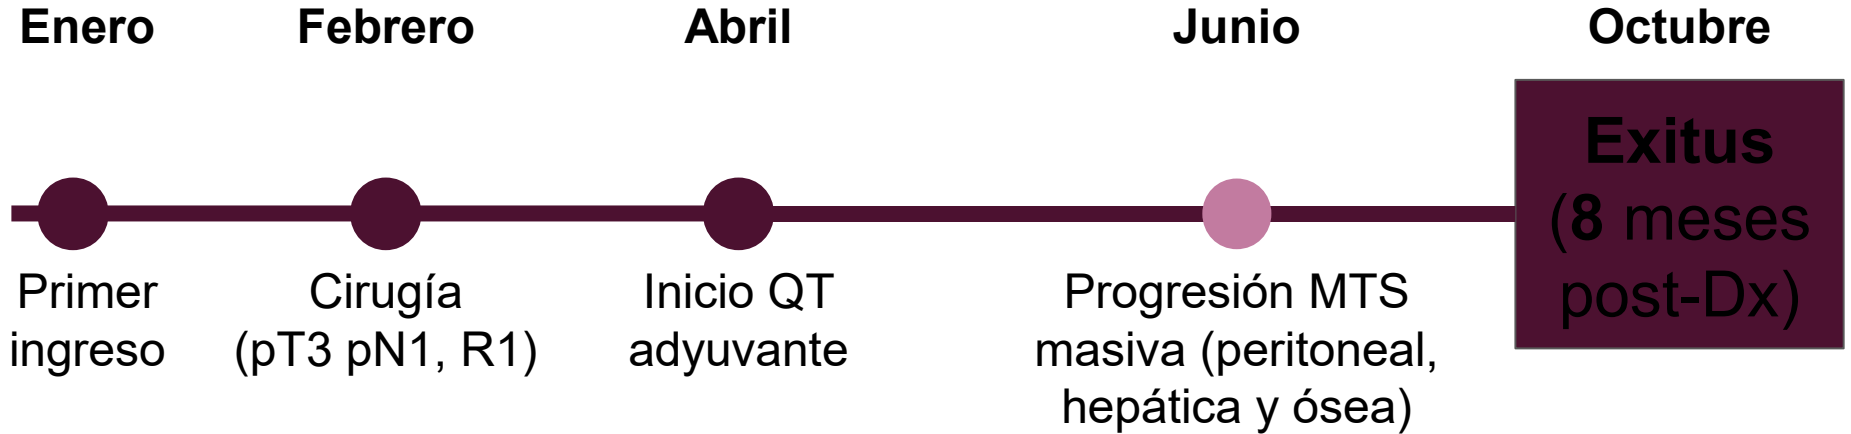 Enero
Febrero
Abril
Junio
Octubre
Primer
ingreso
Cirugía
(pT3 pN1, R1)
Inicio QT
adyuvante
Progresión MTS
masiva (peritoneal,
hepática y ósea)
Exitus
(8 meses
post-Dx)